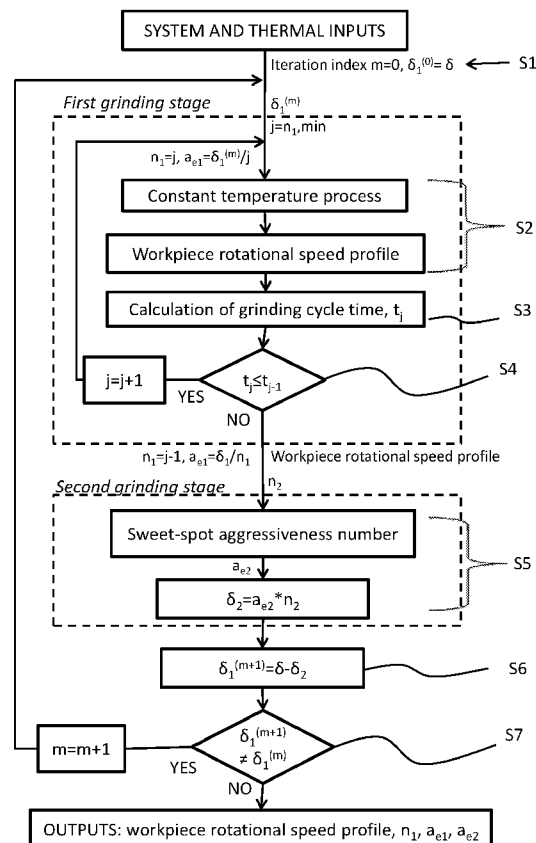 SYSTEM AND THERMAL INPUTS
Iteration index m=0, δ₁⁽⁰⁾= δ
S1
First grinding stage
δ₁⁽ᵐ⁾
j=n₁,min
n₁=j, aₑ₁=δ₁⁽ᵐ⁾/j
Constant temperature process
S2
Workpiece rotational speed profile
Calculation of grinding cycle time, tⱼ
S3
j=j+1
YES
tⱼ≤tⱼ₋₁
S4
NO
n₁=j-1, aₑ₁=δ₁/n₁
Workpiece rotational speed profile
Second grinding stage
n₂
Sweet-spot aggressiveness number
aₑ₂
S5
δ₂=aₑ₂*n₂
δ₁⁽ᵐ⁺¹⁾=δ-δ₂
S6
m=m+1
YES
δ₁⁽ᵐ⁺¹⁾
≠ δ₁⁽ᵐ⁾
S7
NO
OUTPUTS: workpiece rotational speed profile, n₁, aₑ₁, aₑ₂